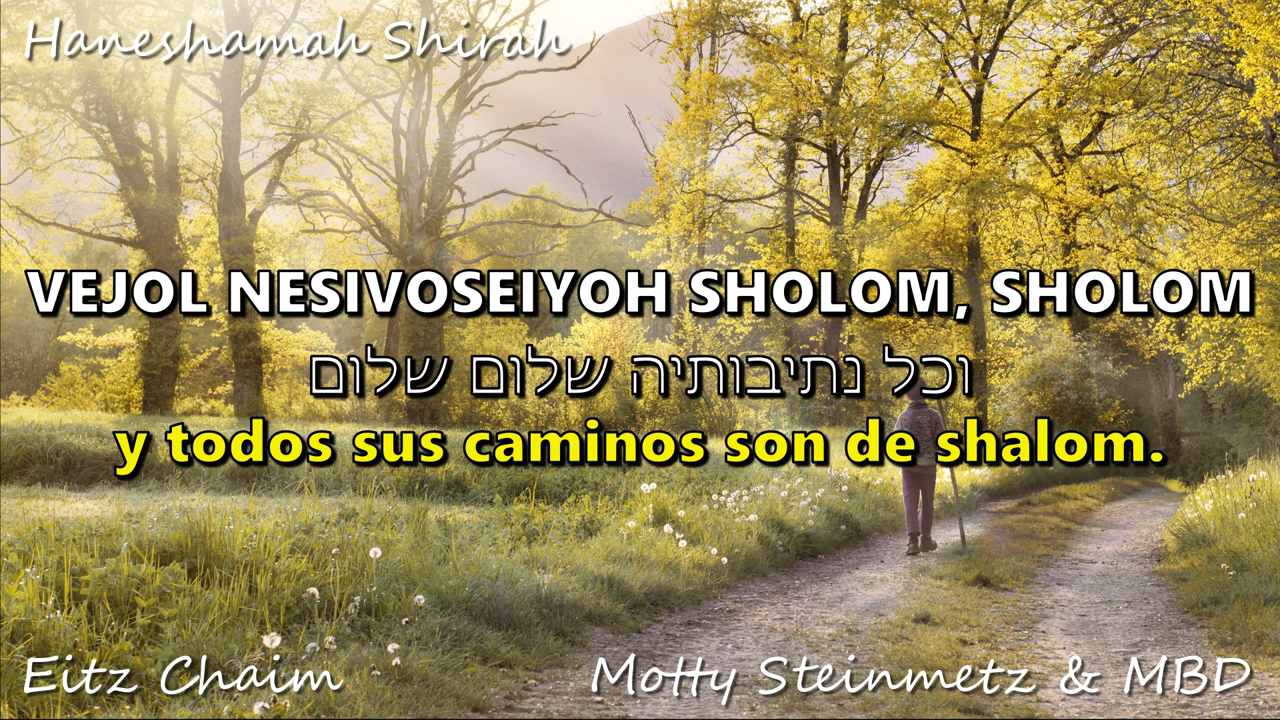 Haneshamah Shirah
VEJOL NESIVOSEIYOH SHOLOM, SHOLOM
וכל נתיבותיה שלום שלום
y todos sus caminos son de shalom.
Eitz Chaim
Motty Steinmetz & MBD